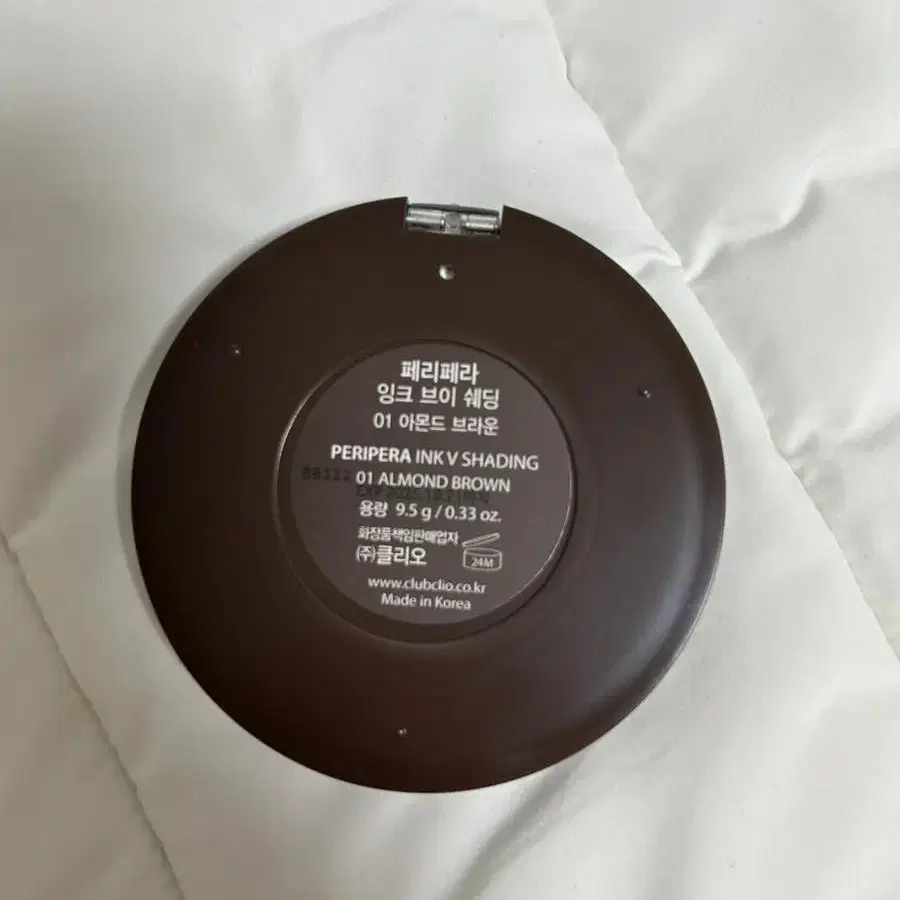 페리페라
잉크 브이 쉐딩
01 아몬드 브라운
PERIPERA INK V SHADING
01 ALMOND BROWN
용량 9.5 g / 0.33 oz.
화장품책임판매업자
㈜클리오
24M
www.clubclio.co.kr
Made in Korea